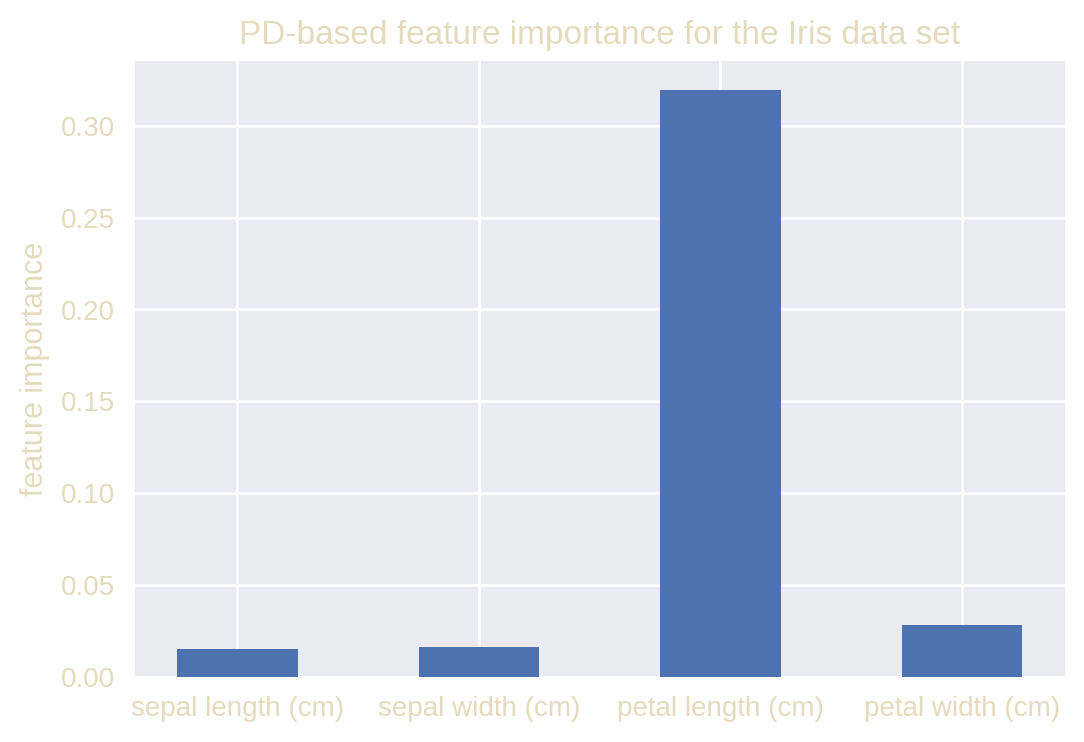 PD-based feature importance for the Iris data set
feature importance
0.30
0.25
0.20
0.15
0.10
0.05
0.00
sepal length (cm) sepal width (cm) petal length (cm) petal width (cm)